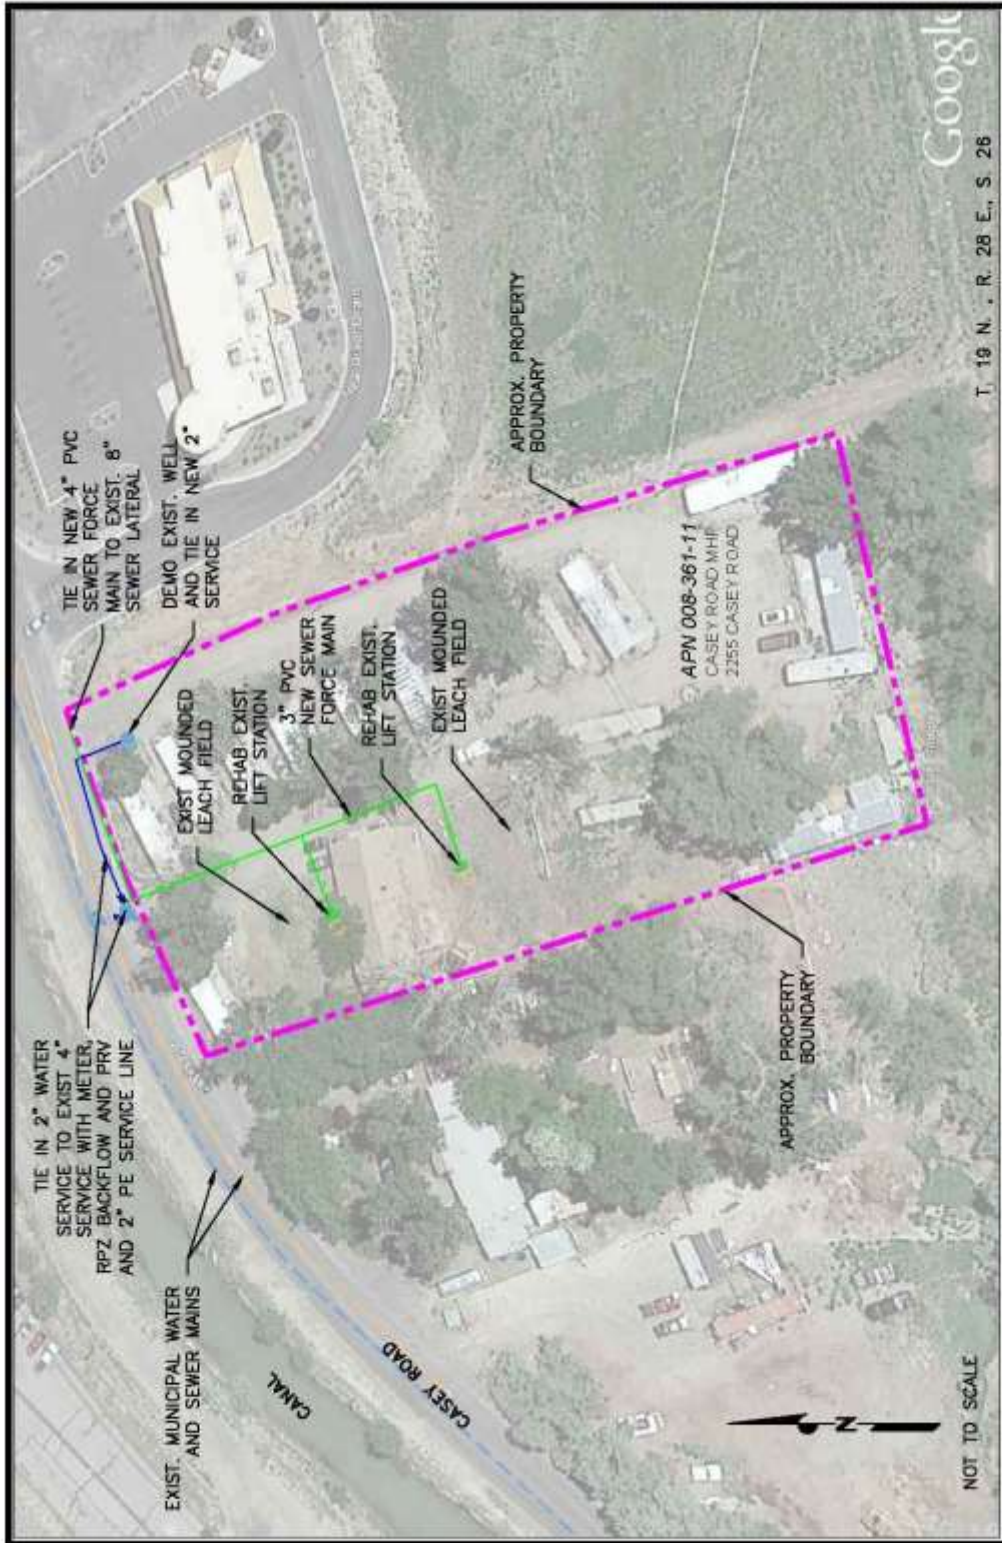 TIE IN 2" WATER
SERVICE TO EXIST 4"
SERVICE WITH METER,
RPZ BACKFLOW AND PRV
AND 2" PE SERVICE LINE
TIE IN NEW 4" PVC
SEWER FORCE
MAIN TO EXIST. 8"
SEWER LATERAL
DEMO EXIST. WELL
AND TIE IN NEW 2"
SERVICE
EXIST. MUNICIPAL WATER
AND SEWER MAINS
EXIST MOUNDED
LEACH FIELD
REHAB EXIST.
LIFT STATION
3" PVC
NEW SEWER
FORCE MAIN
REHAB EXIST.
LIFT STATION
EXIST MOUNDED
LEACH FIELD
APPROX. PROPERTY
BOUNDARY
CANAL
CASEY ROAD
APN 008-361-11
CASEY ROAD MHP
2255 CASEY ROAD
APPROX. PROPERTY
BOUNDARY
N
NOT TO SCALE
Google
T. 19 N. , R. 28 E., S. 26